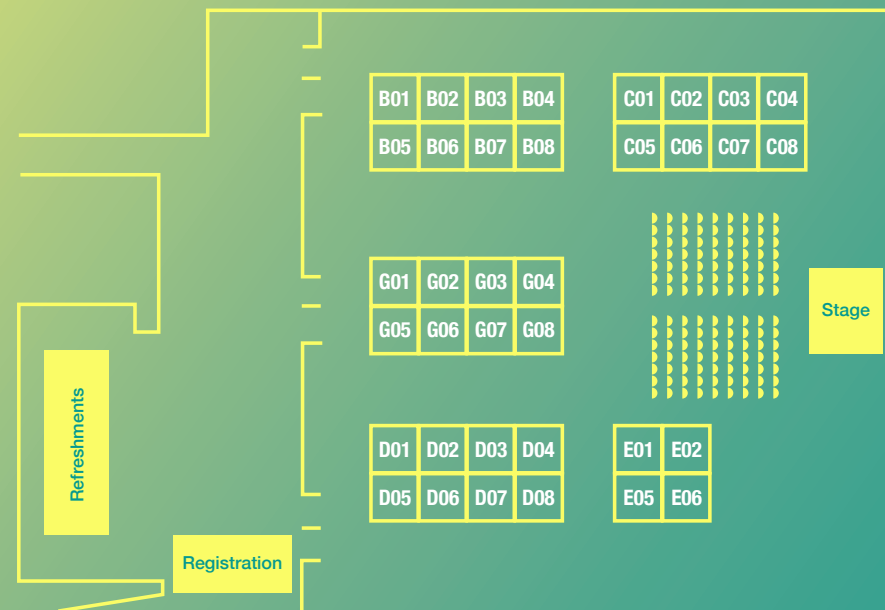 B01 B02 B03 B04
B05 B06 B07 B08
C01 C02 C03 C04
C05 C06 C07 C08
G01 G02 G03 G04
G05 G06 G07 G08
Stage
Refreshments
D01 D02 D03 D04
D05 D06 D07 D08
E01 E02
E05 E06
Registration